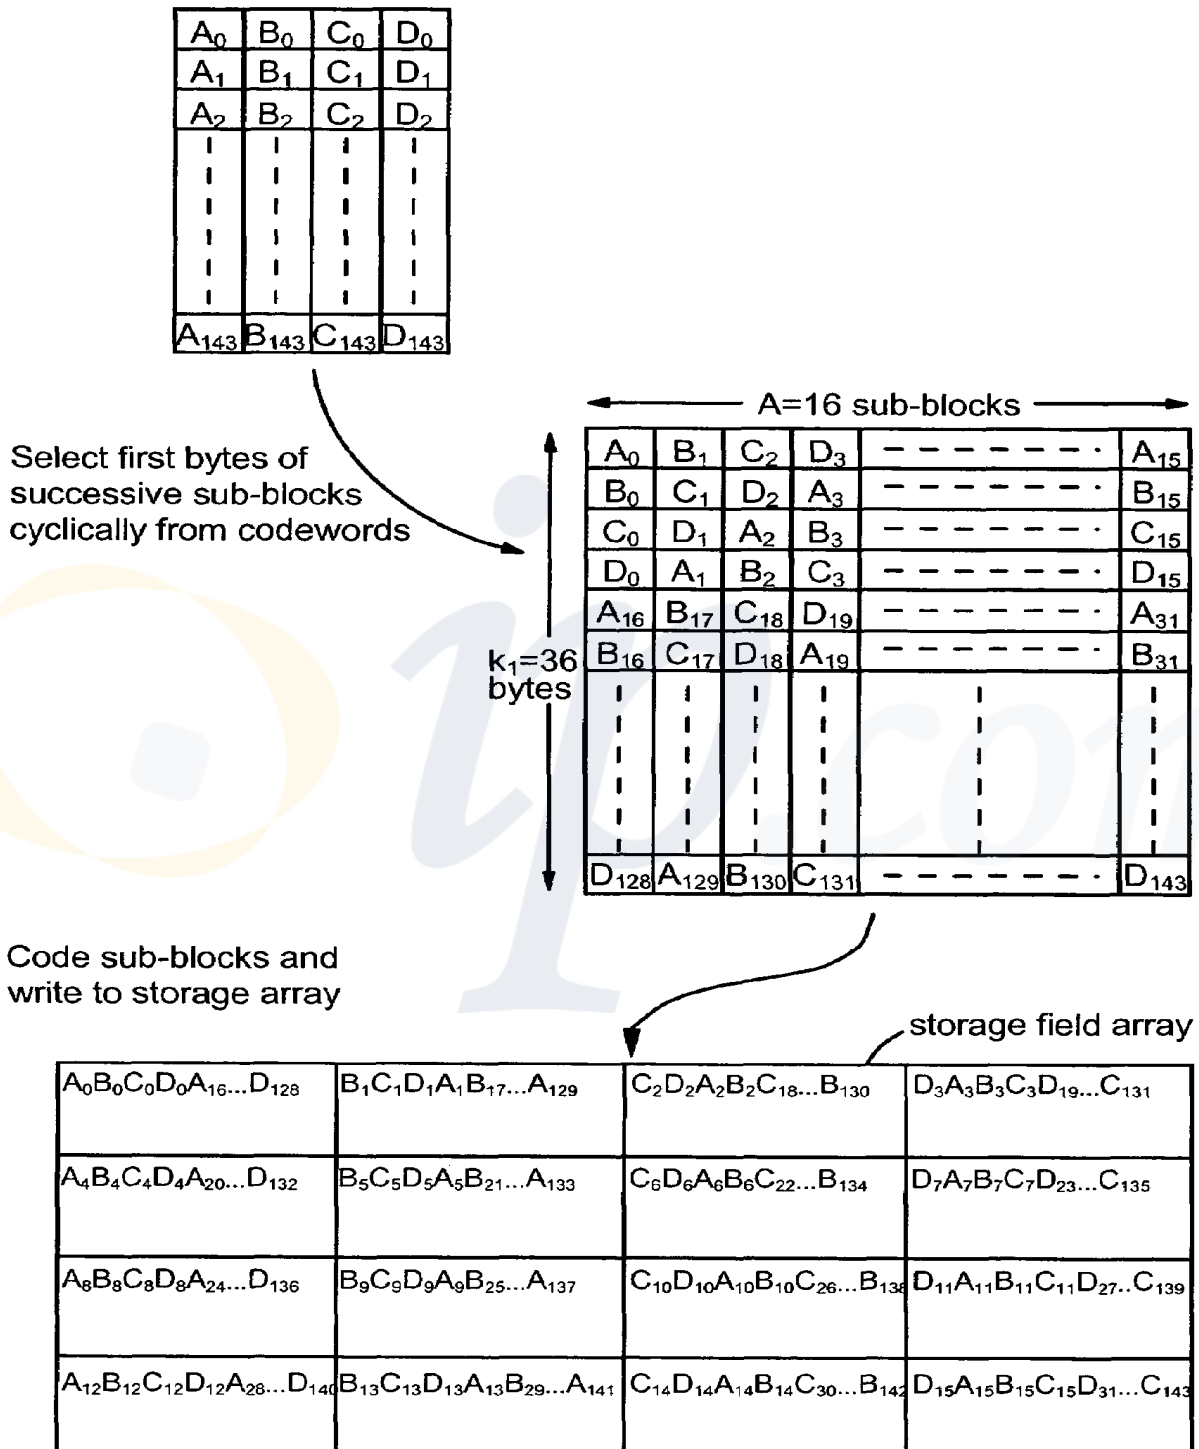 A₀ B₀ C₀ D₀
A₁ B₁ C₁ D₁
A₂ B₂ C₂ D₂
A₁₄₃ B₁₄₃ C₁₄₃ D₁₄₃
Select first bytes of
successive sub-blocks
cyclically from codewords
A=16 sub-blocks
A₀ B₁ C₂ D₃ A₁₅
B₀ C₁ D₂ A₃ B₁₅
C₀ D₁ A₂ B₃ C₁₅
D₀ A₁ B₂ C₃ D₁₅
A₁₆ B₁₇ C₁₈ D₁₉ A₃₁
B₁₆ C₁₇ D₁₈ A₁₉ B₃₁
D₁₂₈ A₁₂₉ B₁₃₀ C₁₃₁ D₁₄₃
k₁=36
bytes
ip.com
Code sub-blocks and
write to storage array
storage field array
A₀B₀C₀D₀A₁₆...D₁₂₈ B₁C₁D₁A₁B₁₇...A₁₂₉ C₂D₂A₂B₂C₁₈...B₁₃₀ D₃A₃B₃C₃D₁₉...C₁₃₁
A₄B₄C₄D₄A₂₀...D₁₃₂ B₅C₅D₅A₅B₂₁...A₁₃₃ C₆D₆A₆B₆C₂₂...B₁₃₄ D₇A₇B₇C₇D₂₃...C₁₃₅
A₈B₈C₈D₈A₂₄...D₁₃₆ B₉C₉D₉A₉B₂₅...A₁₃₇ C₁₀D₁₀A₁₀B₁₀C₂₆...B₁₃₈ D₁₁A₁₁B₁₁C₁₁D₂₇..C₁₃₉
A₁₂B₁₂C₁₂D₁₂A₂₈...D₁₄₀ B₁₃C₁₃D₁₃A₁₃B₂₉...A₁₄₁ C₁₄D₁₄A₁₄B₁₄C₃₀...B₁₄₂ D₁₅A₁₅B₁₅C₁₅D₃₁...C₁₄₃